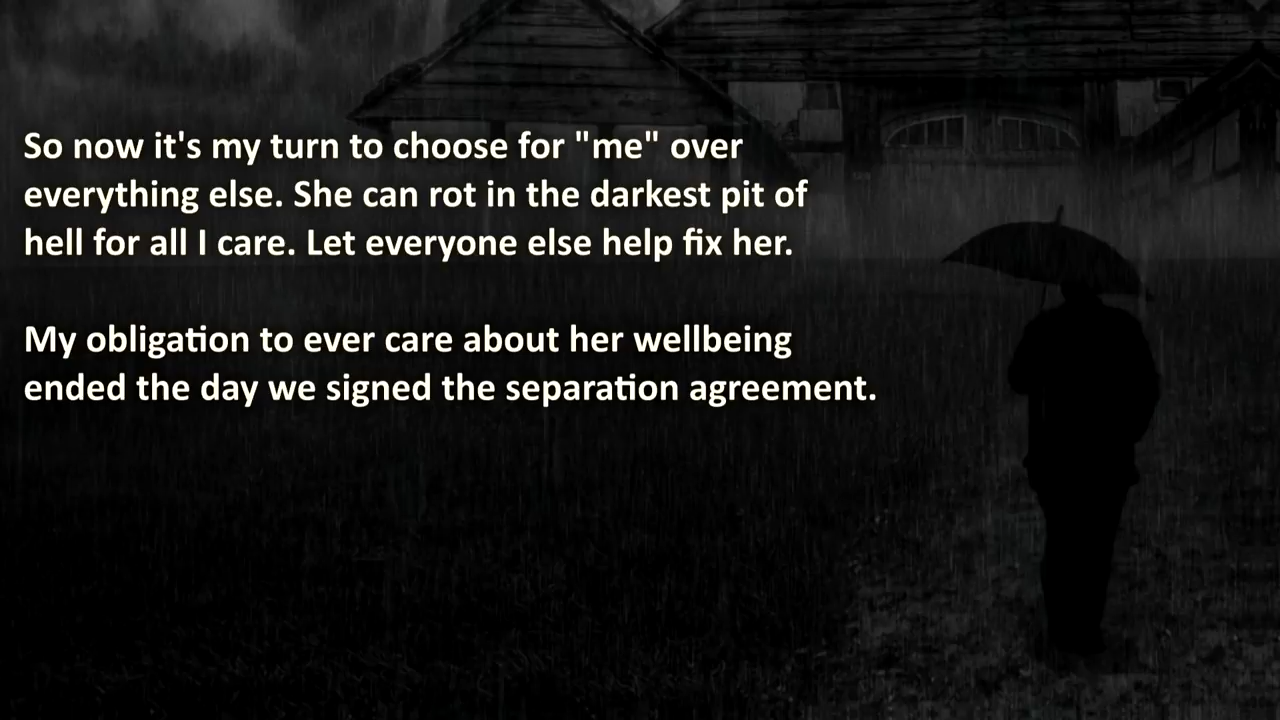 So now it's my turn to choose for "me" over
everything else. She can rot in the darkest pit of
hell for all I care. Let everyone else help fix her.
My obligation to ever care about her wellbeing
ended the day we signed the separation agreement.